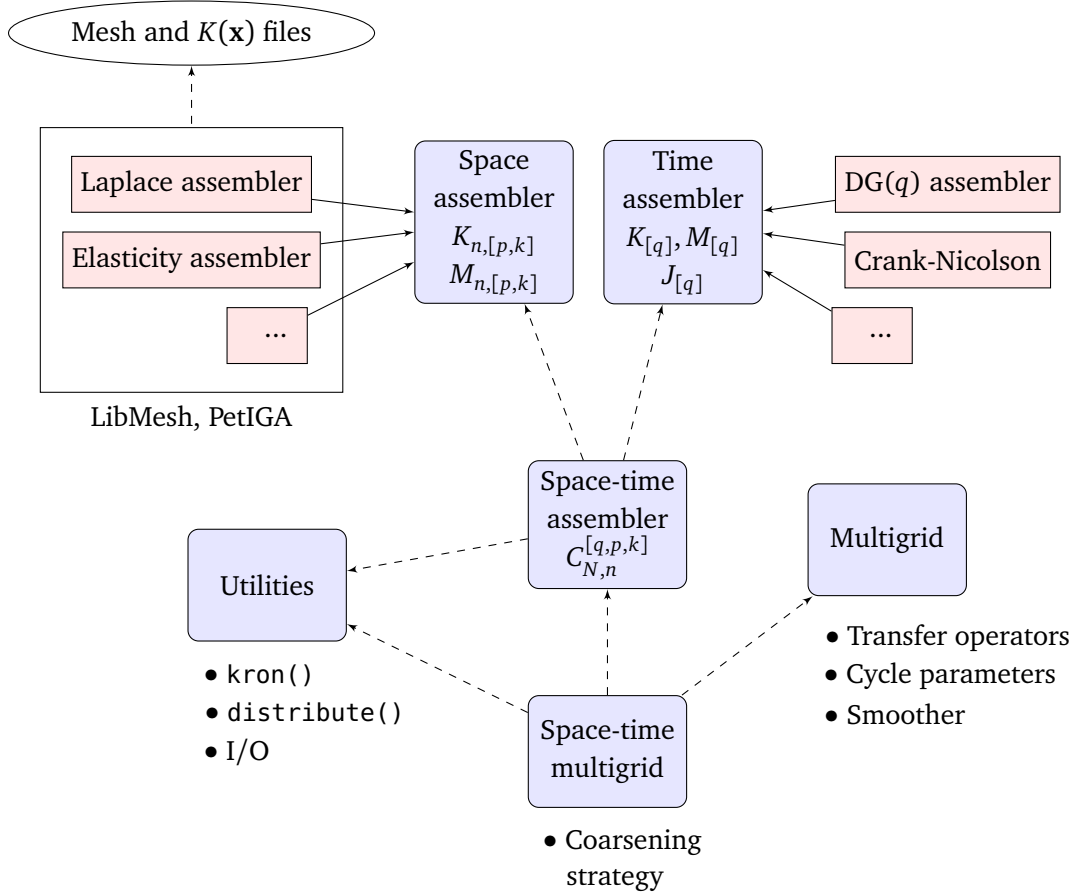 Mesh and K(x) files
Laplace assembler
Elasticity assembler
...
LibMesh, PetIGA
Space
assembler
K_{n,[p,k]}
M_{n,[p,k]}
Time
assembler
K_{[q]}, M_{[q]}
J_{[q]}
DG(q) assembler
Crank-Nicolson
...
Space-time
assembler
C_{N,n}^{[q,p,k]}
Utilities
• kron()
• distribute()
• I/O
Multigrid
• Transfer operators
• Cycle parameters
• Smoother
Space-time
multigrid
• Coarsening
strategy